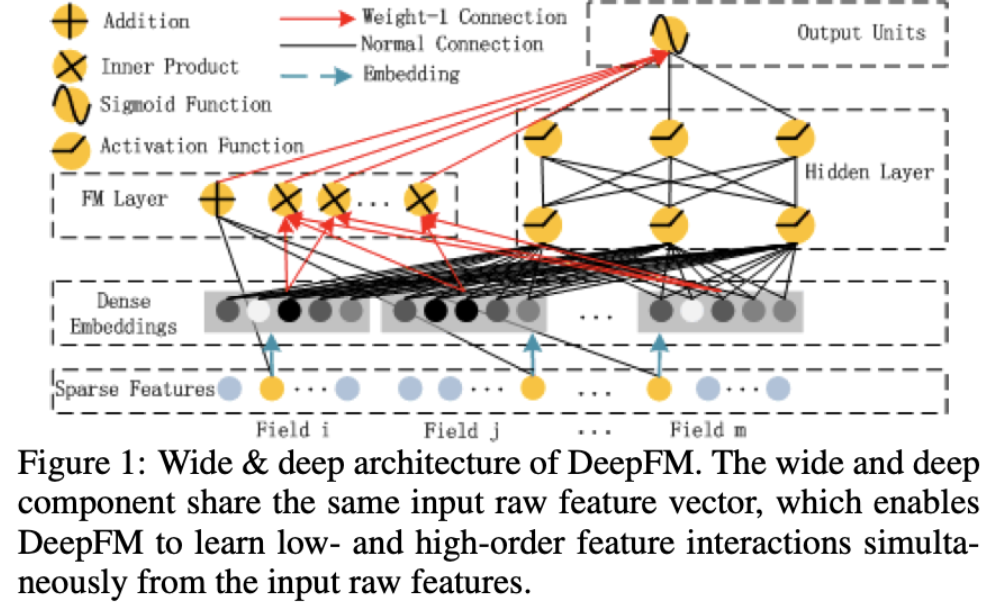 Addition
Weight-1 Connection
Output Units
Inner Product
Normal Connection
Sigmoid Function
Embedding
Activation Function
FM Layer
...
Hidden Layer
Dense
Embeddings
...
Sparse Features
...
...
...
...
Field i
Field j
...
Field m
Figure 1: Wide & deep architecture of DeepFM. The wide and deep
component share the same input raw feature vector, which enables
DeepFM to learn low- and high-order feature interactions simulta-
neously from the input raw features.